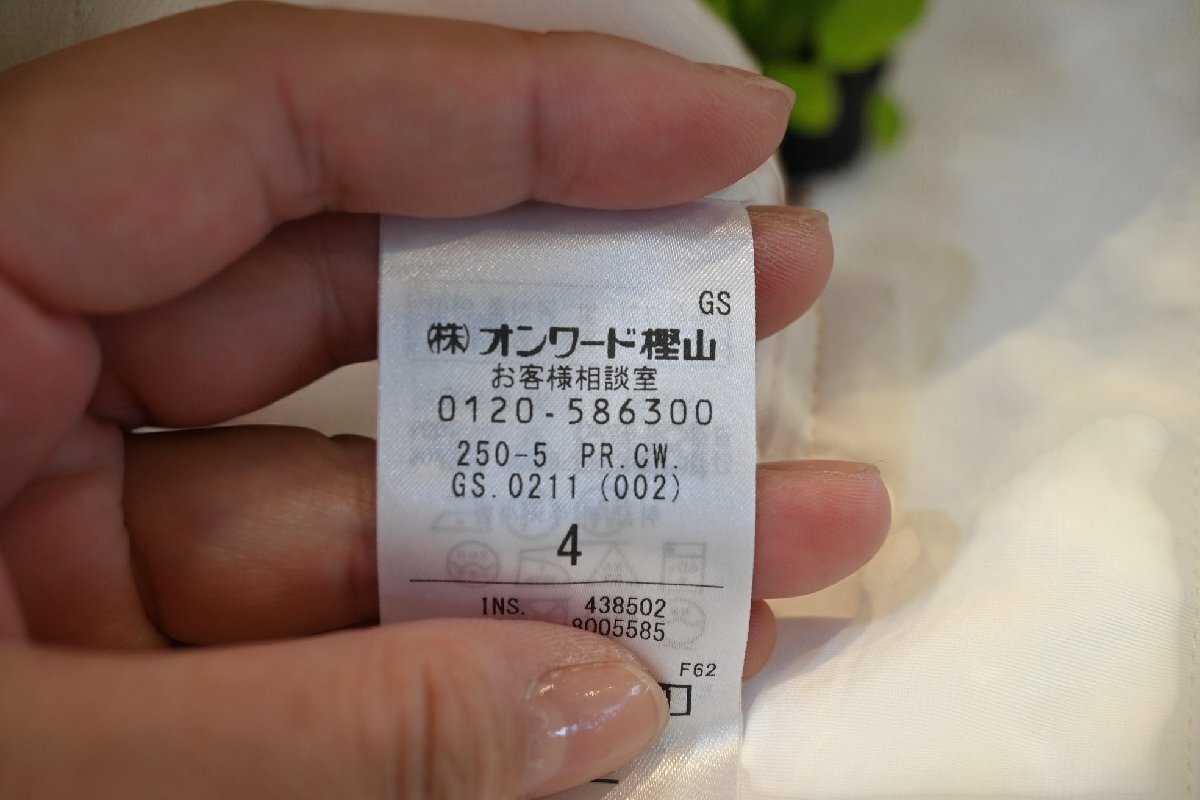 GS
㈱オンワード樫山
お客様相談室
0120-586300
250-5 PR.CW.
GS.0211 (002)
4
INS. 438502
8005585
F62